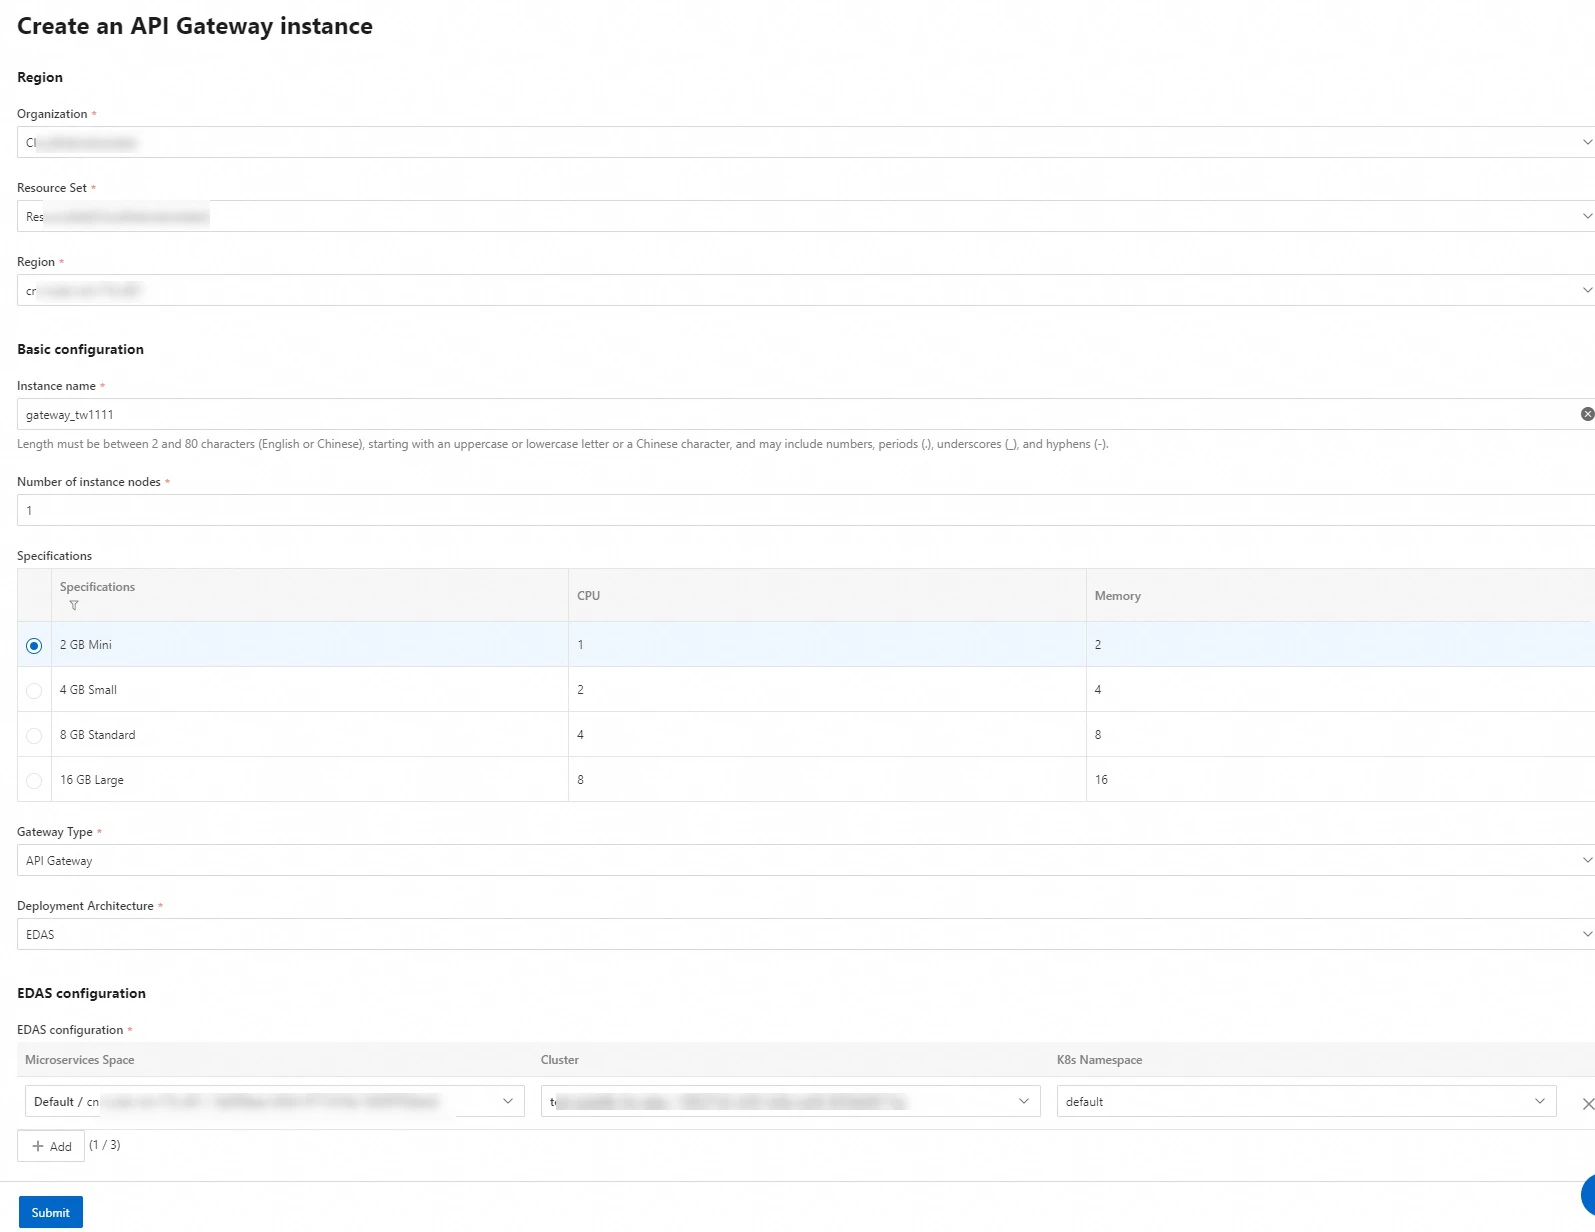 Create an API Gateway instance
Region
Organization *
Resource Set *
Region *
Basic configuration
Instance name *
gateway_tw1111
Length must be between 2 and 80 characters (English or Chinese), starting with an uppercase or lowercase letter or a Chinese character, and may include numbers, periods (.), underscores (_), and hyphens (-).
Number of instance nodes *
1
Specifications
Specifications CPU Memory
2 GB Mini 1 2
4 GB Small 2 4
8 GB Standard 4 8
16 GB Large 8 16
Gateway Type *
API Gateway
Deployment Architecture *
EDAS
EDAS configuration
EDAS configuration *
Microservices Space Cluster K8s Namespace
Default / cn default
+ Add (1 / 3)
Submit